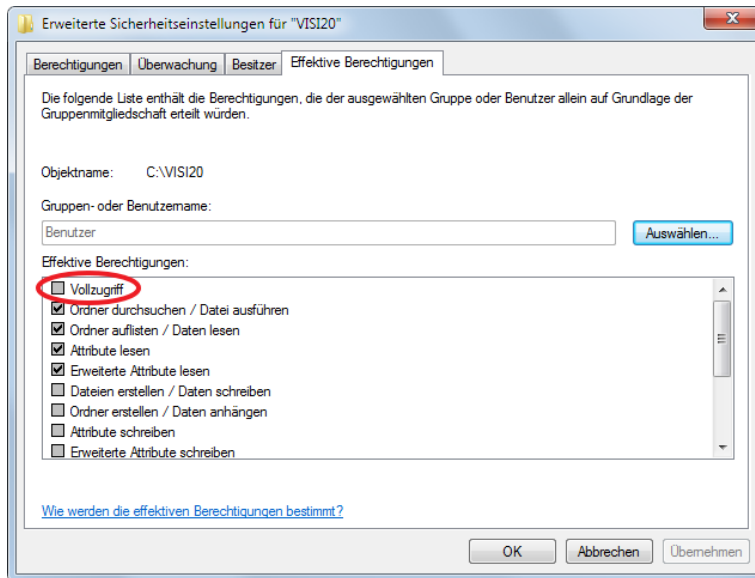 Erweiterte Sicherheitseinstellungen für "VISI20"
Berechtigungen Überwachung Besitzer Effektive Berechtigungen
Die folgende Liste enthält die Berechtigungen, die der ausgewählten Gruppe oder Benutzer allein auf Grundlage der
Gruppenmitgliedschaft erteilt würden.
Objektname: C:\VISI20
Gruppen- oder Benutzername:
Benutzer Auswählen...
Effektive Berechtigungen:
Vollzugriff
Ordner durchsuchen / Datei ausführen
Ordner auflisten / Daten lesen
Attribute lesen
Erweiterte Attribute lesen
Dateien erstellen / Daten schreiben
Ordner erstellen / Daten anhängen
Attribute schreiben
Erweiterte Attribute schreiben
Wie werden die effektiven Berechtigungen bestimmt?
OK Abbrechen Übernehmen